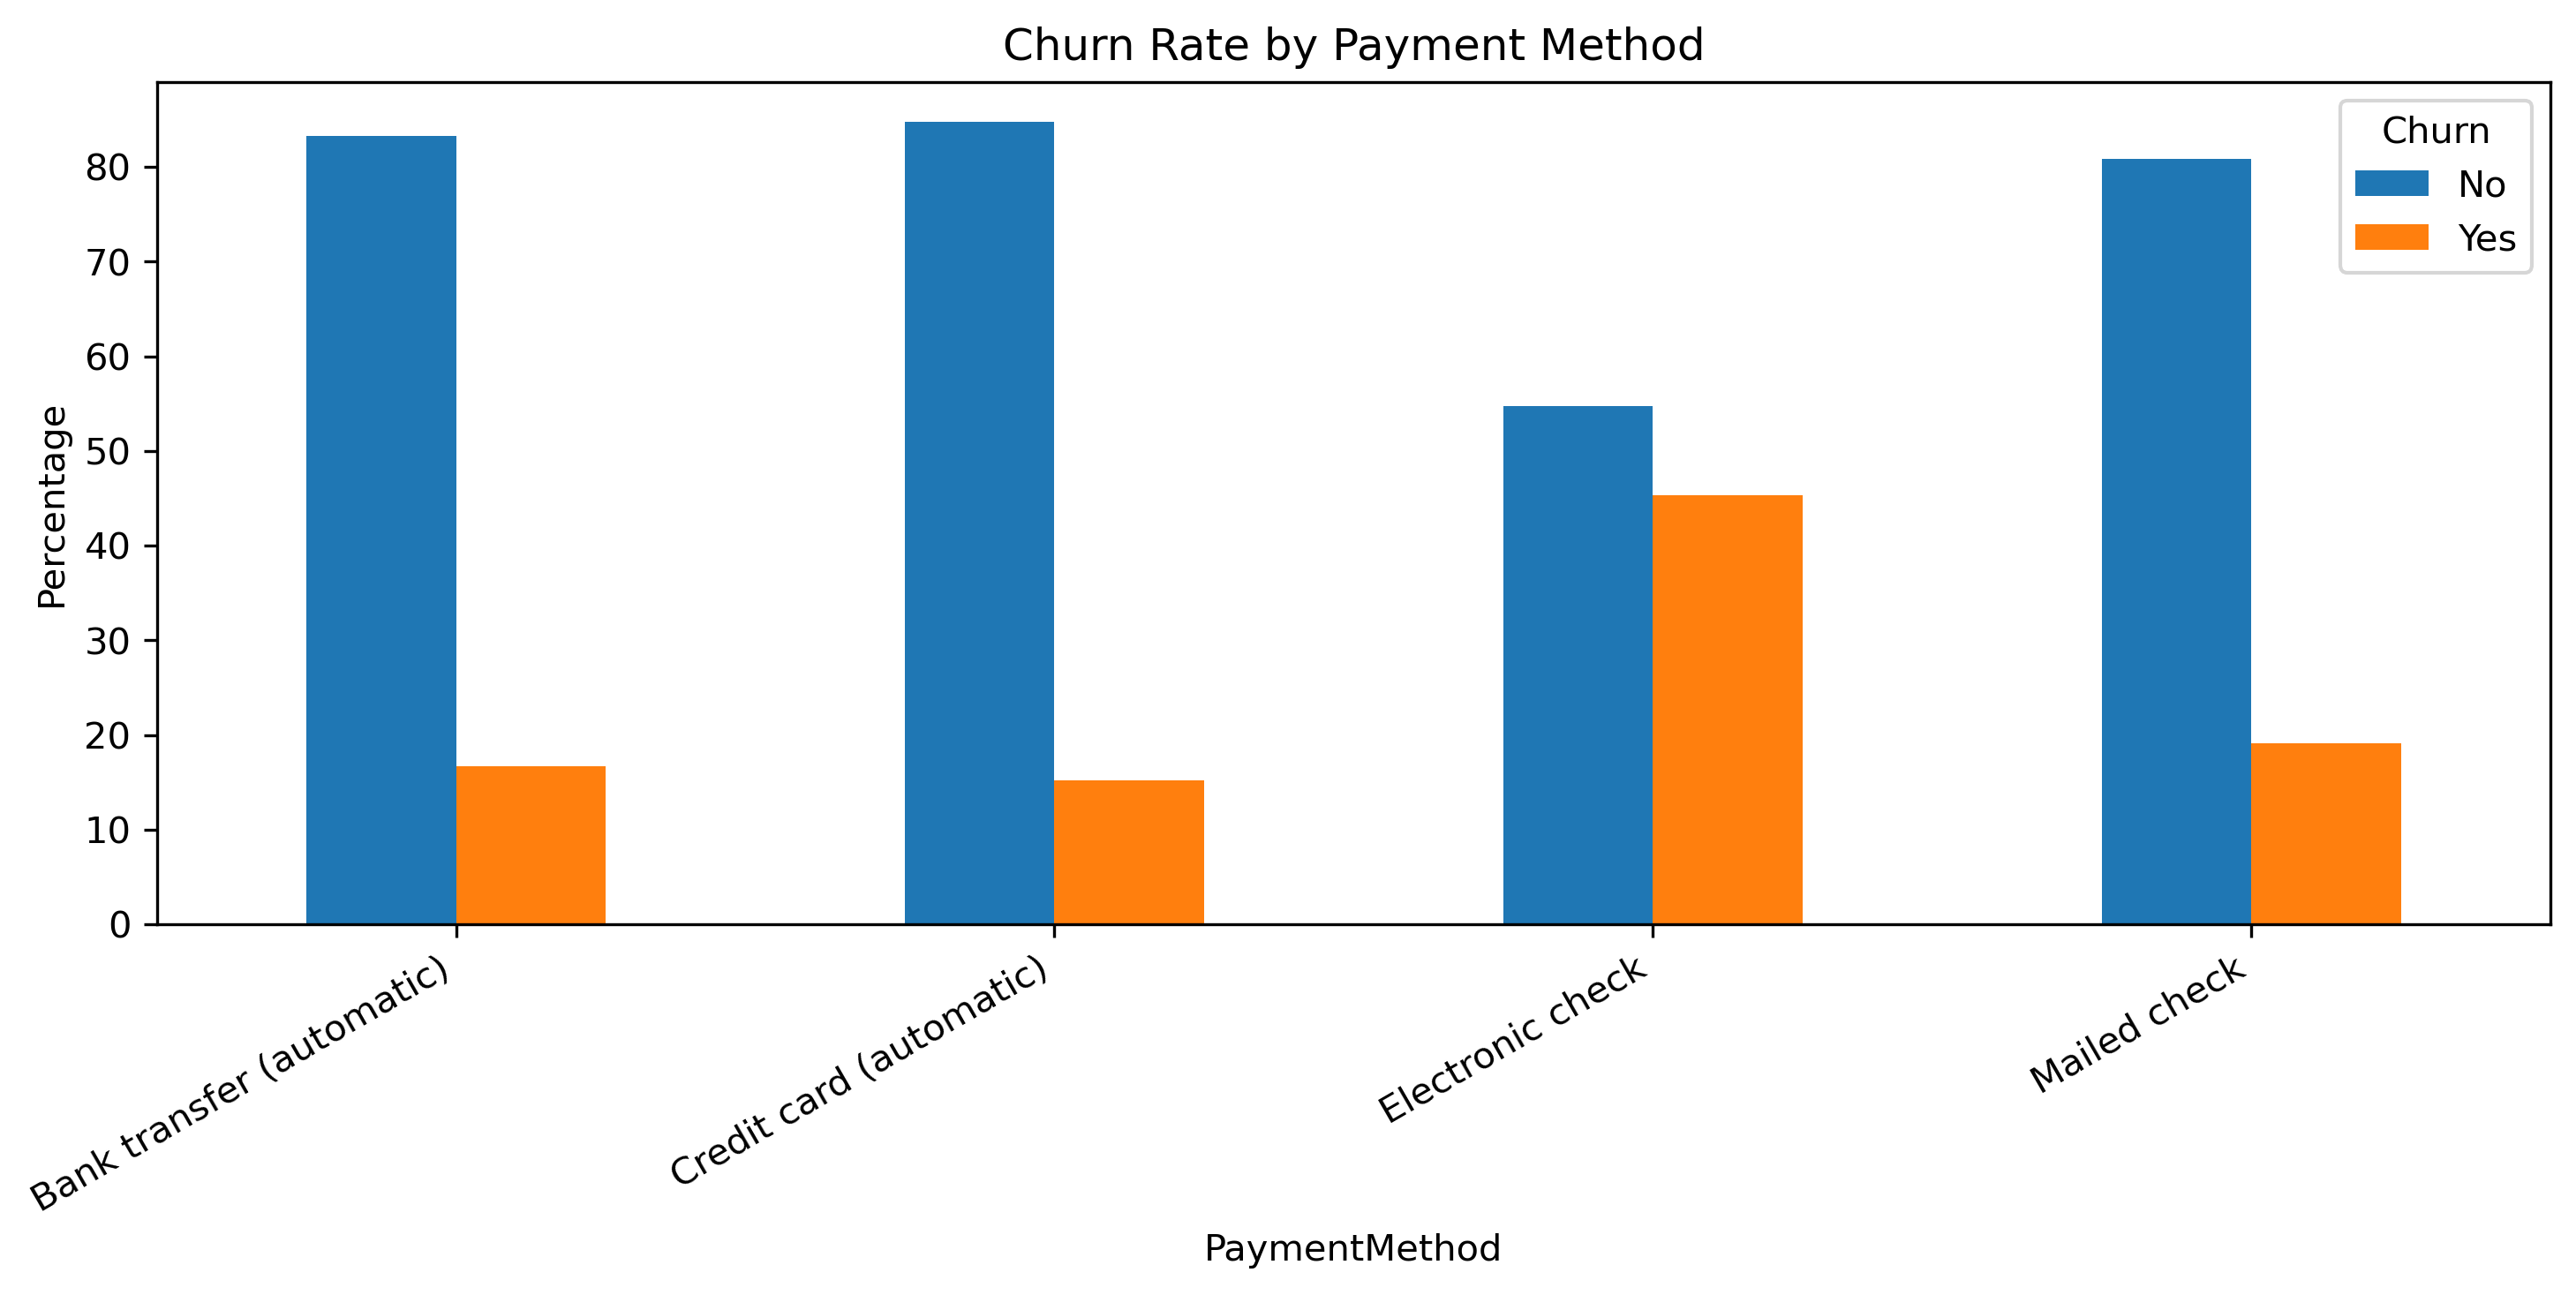 Churn Rate by Payment Method
Churn
No
Yes
Percentage
80
70
60
50
40
30
20
10
0
Bank transfer (automatic)
Credit card (automatic)
Electronic check
Mailed check
PaymentMethod